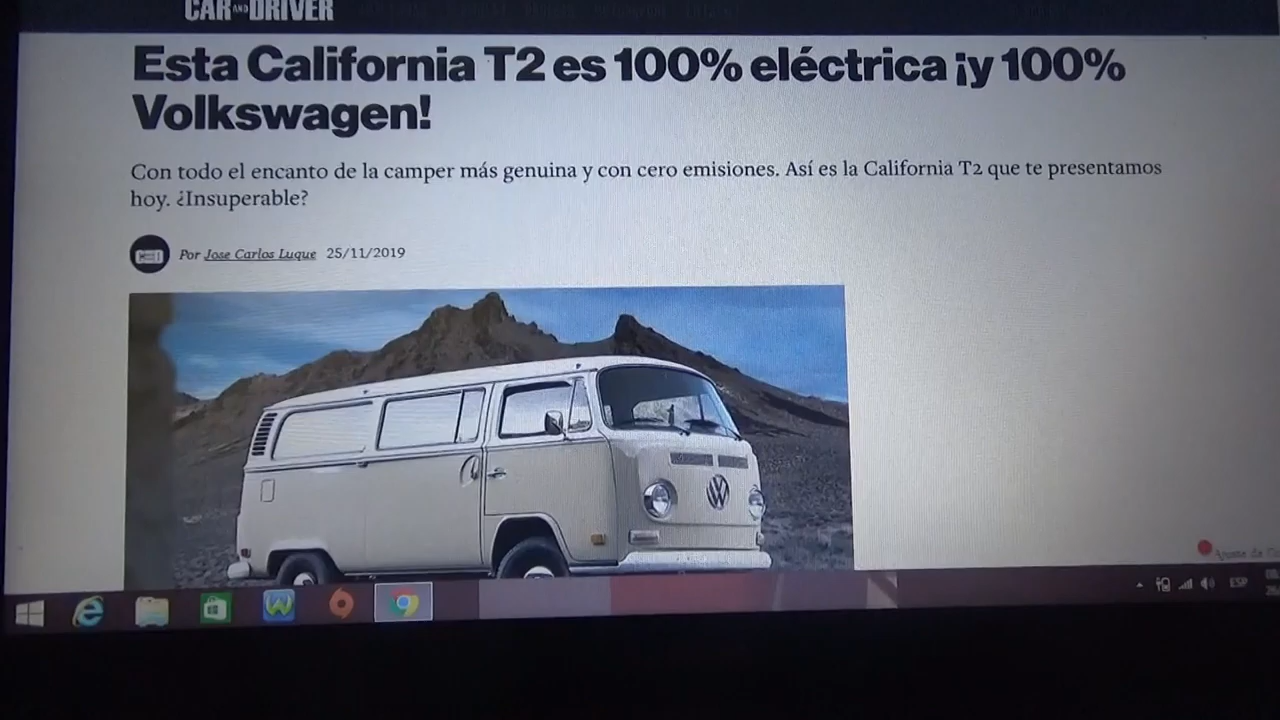 CAR AND DRIVER
Esta California T2 es 100% eléctrica ¡y 100%
Volkswagen!
Con todo el encanto de la camper más genuina y con cero emisiones. Así es la California T2 que te presentamos
hoy. ¿Insuperable?
Por Jose Carlos Luque 25/11/2019
ESP